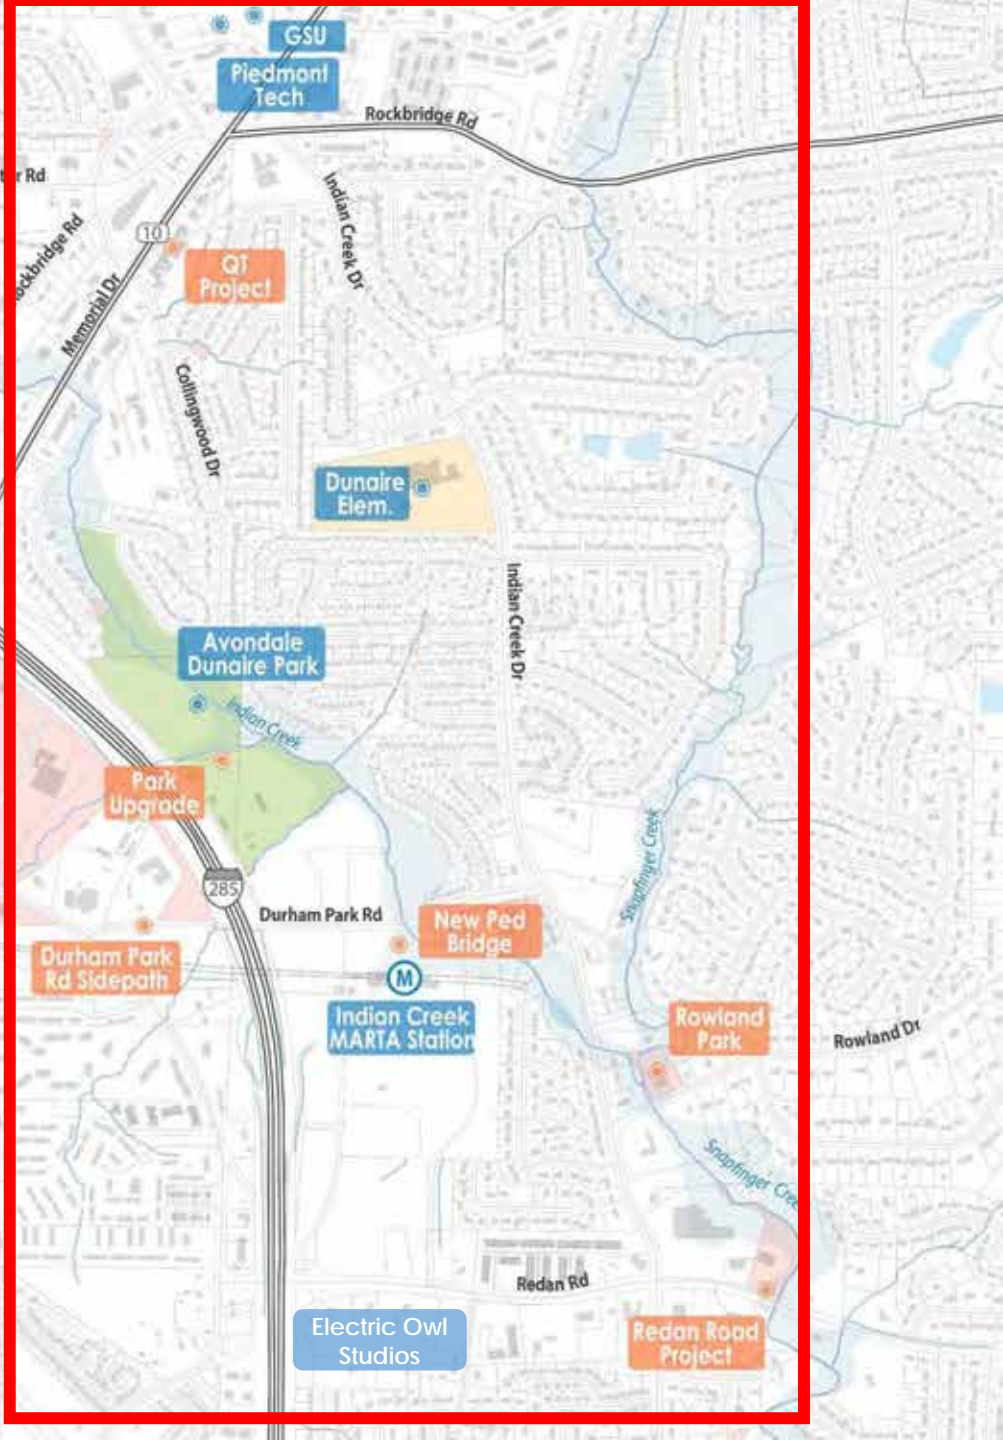 GSU
Piedmont
Tech
Rockbridge Rd
r Rd
Indian Creek Dr
ockbridge Rd
10
QT
Project
Memorial Dr
Collingwood Dr
Dunaire
Elem.
Indian Creek Dr
Avondale
Dunaire Park
Indian Creek
Park
Upgrade
Snapfinger Creek
285
Durham Park Rd
New Ped
Bridge
Durham Park
Rd Sidepath
M
Indian Creek
MARTA Station
Rowland
Park
Rowland Dr
Snapfinger Cree
Redan Rd
Electric Owl
Studios
Redan Road
Project